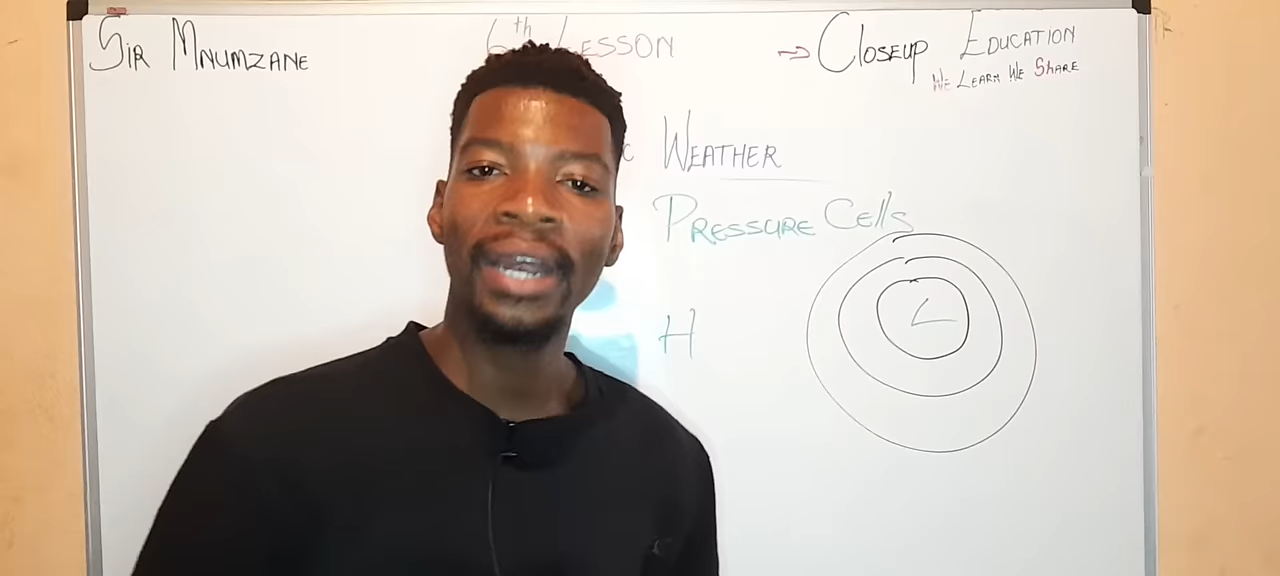 Sir Mnumzane
6th Lesson
→ Closeup Education
We Learn We Share
c Weather
Pressure Cells
H
L